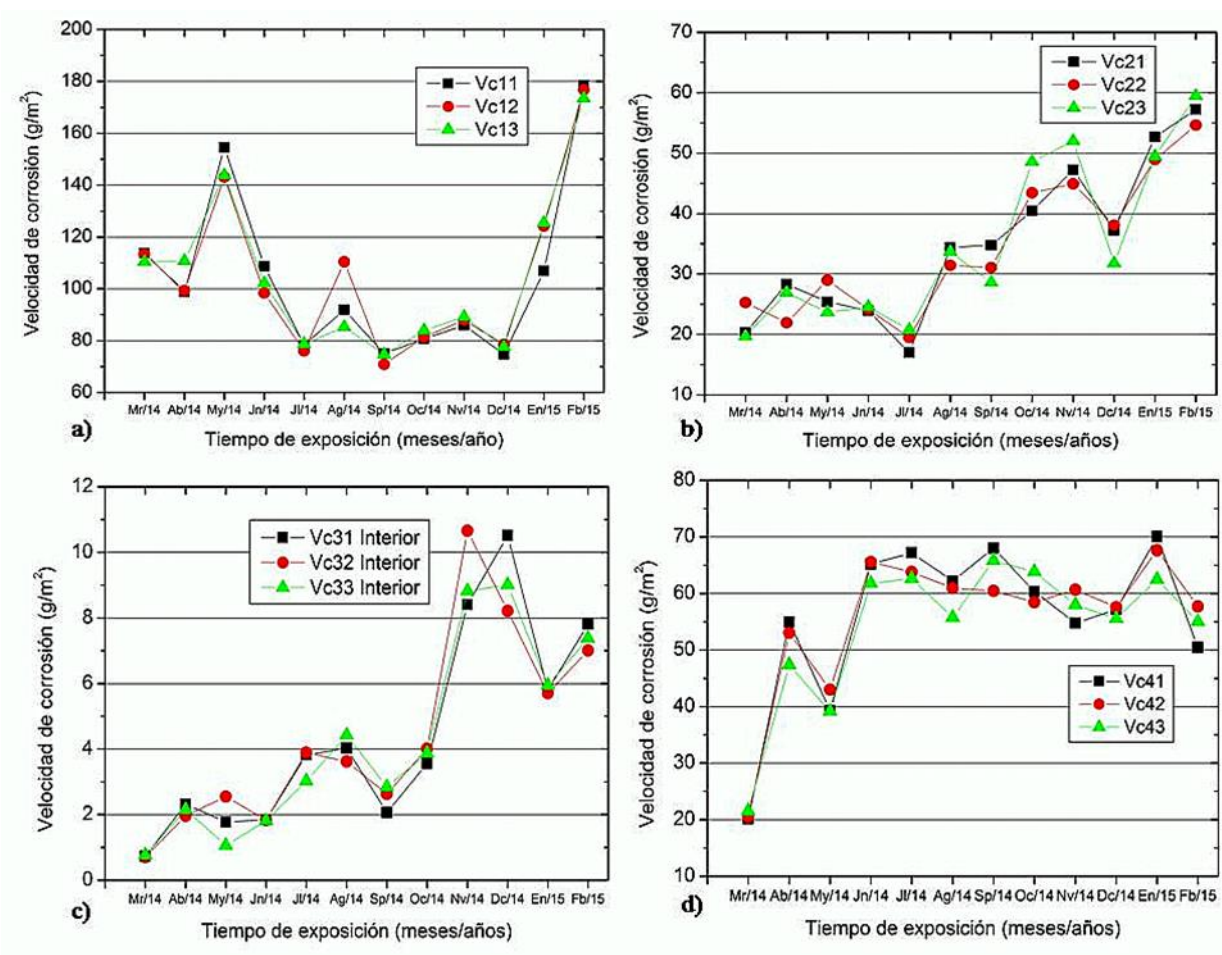 200
180
160
140
120
100
80
60
Velocidad de corrosión (g/m²)
Vc11
Vc12
Vc13
Mr/14 Ab/14 My/14 Jn/14 Jl/14 Ag/14 Sp/14 Oc/14 Nv/14 Dc/14 En/15 Fb/15
a)
Tiempo de exposición (meses/año)
70
60
50
40
30
20
10
Velocidad de corrosión (g/m²)
Vc21
Vc22
Vc23
Mr/14 Ab/14 My/14 Jn/14 Jl/14 Ag/14 Sp/14 Oc/14 Nv/14 Dc/14 En/15 Fb/15
b)
Tiempo de exposición (meses/años)
12
10
8
6
4
2
0
Velocidad de corrosión (g/m²)
Vc31 Interior
Vc32 Interior
Vc33 Interior
Mr/14 Ab/14 My/14 Jn/14 Jl/14 Ag/14 Sp/14 Oc/14 Nv/14 Dc/14 En/15 Fb/15
c)
Tiempo de exposición (meses/años)
80
70
60
50
40
30
20
10
Velocidad de corrosión (g/m²)
Vc41
Vc42
Vc43
Mr/14 Ab/14 My/14 Jn/14 Jl/14 Ag/14 Sp/14 Oc/14 Nv/14 Dc/14 En/15 Fb/15
d)
Tiempo de exposición (meses/años)